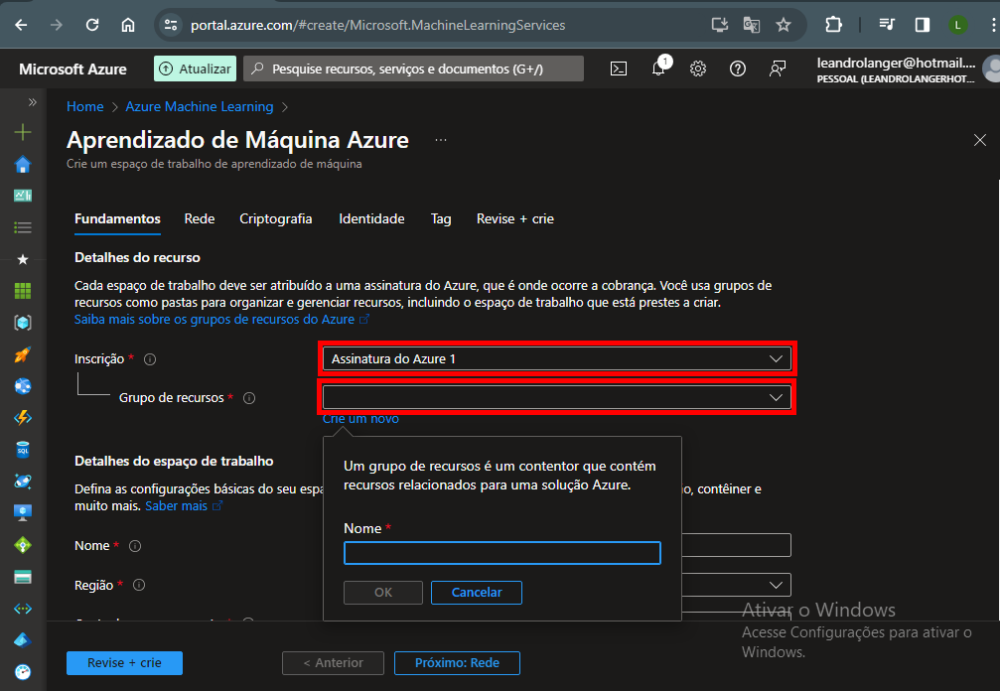 portal.azure.com/#create/Microsoft.MachineLearningServices
L
Microsoft Azure
Atualizar
Pesquise recursos, serviços e documentos (G+/)
1
leandrolanger@hotmail....
PESSOAL (LEANDROLANGERHOT...
Home > Azure Machine Learning >
Aprendizado de Máquina Azure ...
Crie um espaço de trabalho de aprendizado de máquina
Fundamentos Rede Criptografia Identidade Tag Revise + crie
Detalhes do recurso
Cada espaço de trabalho deve ser atribuído a uma assinatura do Azure, que é onde ocorre a cobrança. Você usa grupos de
recursos como pastas para organizar e gerenciar recursos, incluindo o espaço de trabalho que está prestes a criar.
Saiba mais sobre os grupos de recursos do Azure
Inscrição *
Assinatura do Azure 1
Grupo de recursos *
Crie um novo
Um grupo de recursos é um contentor que contém
recursos relacionados para uma solução Azure.
Nome *
OK
Cancelar
Detalhes do espaço de trabalho
Defina as configurações básicas do seu espa
o, contêiner e
muito mais. Saber mais
Nome *
Região *
SQL
Revise + crie
< Anterior
Próximo: Rede
Ativar o Windows
Acesse Configurações para ativar o
Windows.